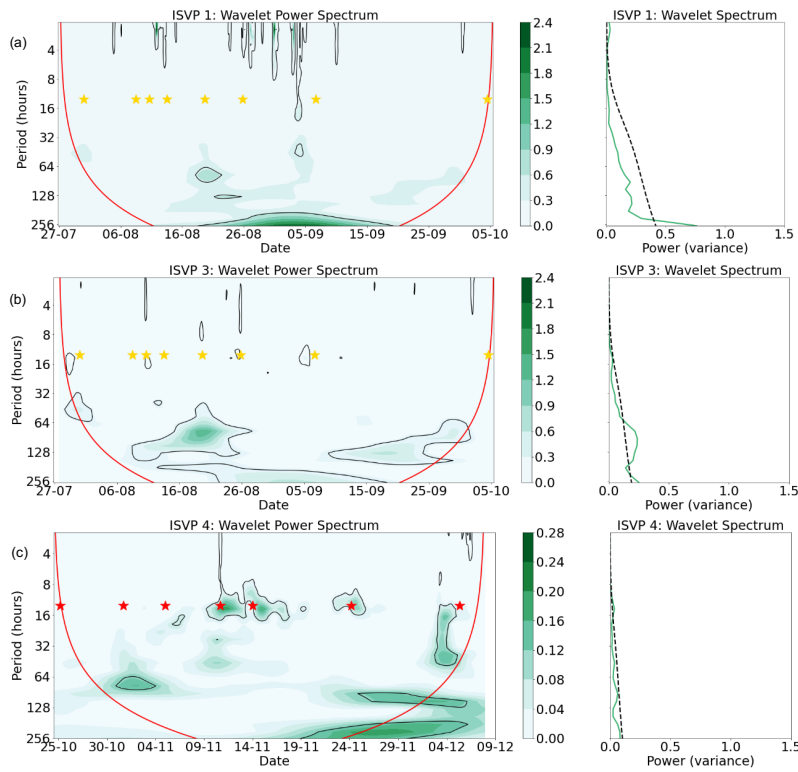 ISVP 1: Wavelet Power Spectrum
ISVP 1: Wavelet Spectrum
(a)
Period (hours)
4
8
16
32
64
128
256
27-07 06-08 16-08 26-08 05-09 15-09 25-09 05-10
Date
2.4
2.1
1.8
1.5
1.2
0.9
0.6
0.3
0.0
0.0 0.5 1.0 1.5
Power (variance)
ISVP 3: Wavelet Power Spectrum
ISVP 3: Wavelet Spectrum
(b)
Period (hours)
4
8
16
32
64
128
256
27-07 06-08 16-08 26-08 05-09 15-09 25-09 05-10
Date
2.4
2.1
1.8
1.5
1.2
0.9
0.6
0.3
0.0
0.0 0.5 1.0 1.5
Power (variance)
ISVP 4: Wavelet Power Spectrum
ISVP 4: Wavelet Spectrum
(c)
Period (hours)
4
8
16
32
64
128
256
25-10 30-10 04-11 09-11 14-11 19-11 24-11 29-11 04-12 09-12
Date
0.28
0.24
0.20
0.16
0.12
0.08
0.04
0.00
0.0 0.5 1.0 1.5
Power (variance)